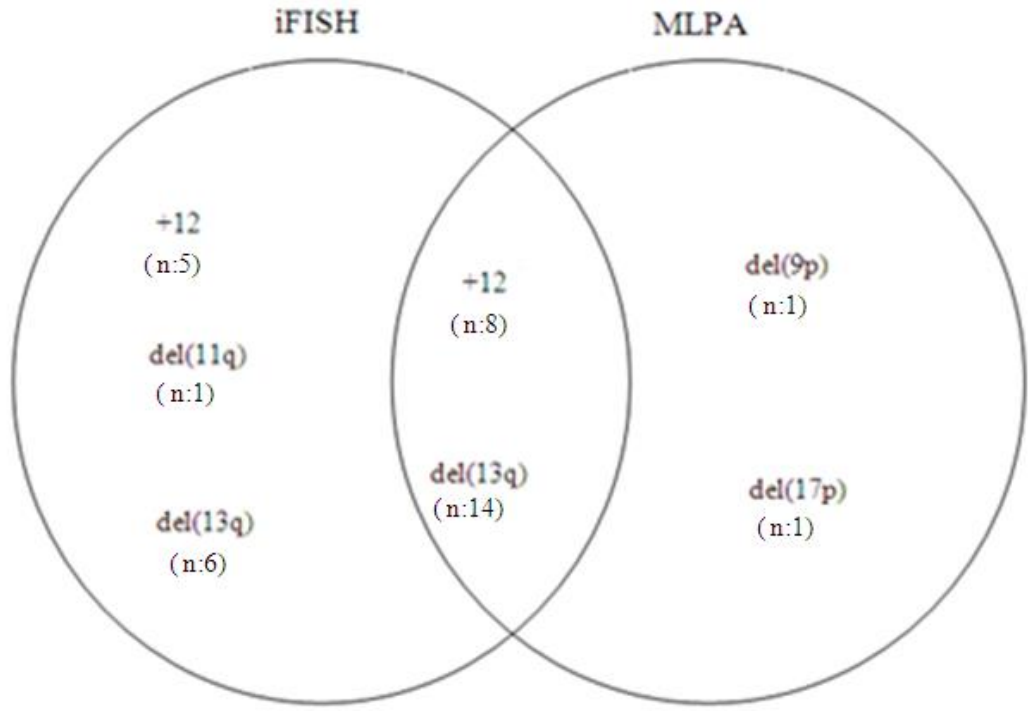 iFISH
MLPA
+12
(n:5)
del(11q)
(n:1)
del(13q)
(n:6)
+12
(n:8)
del(13q)
(n:14)
del(9p)
(n:1)
del(17p)
(n:1)